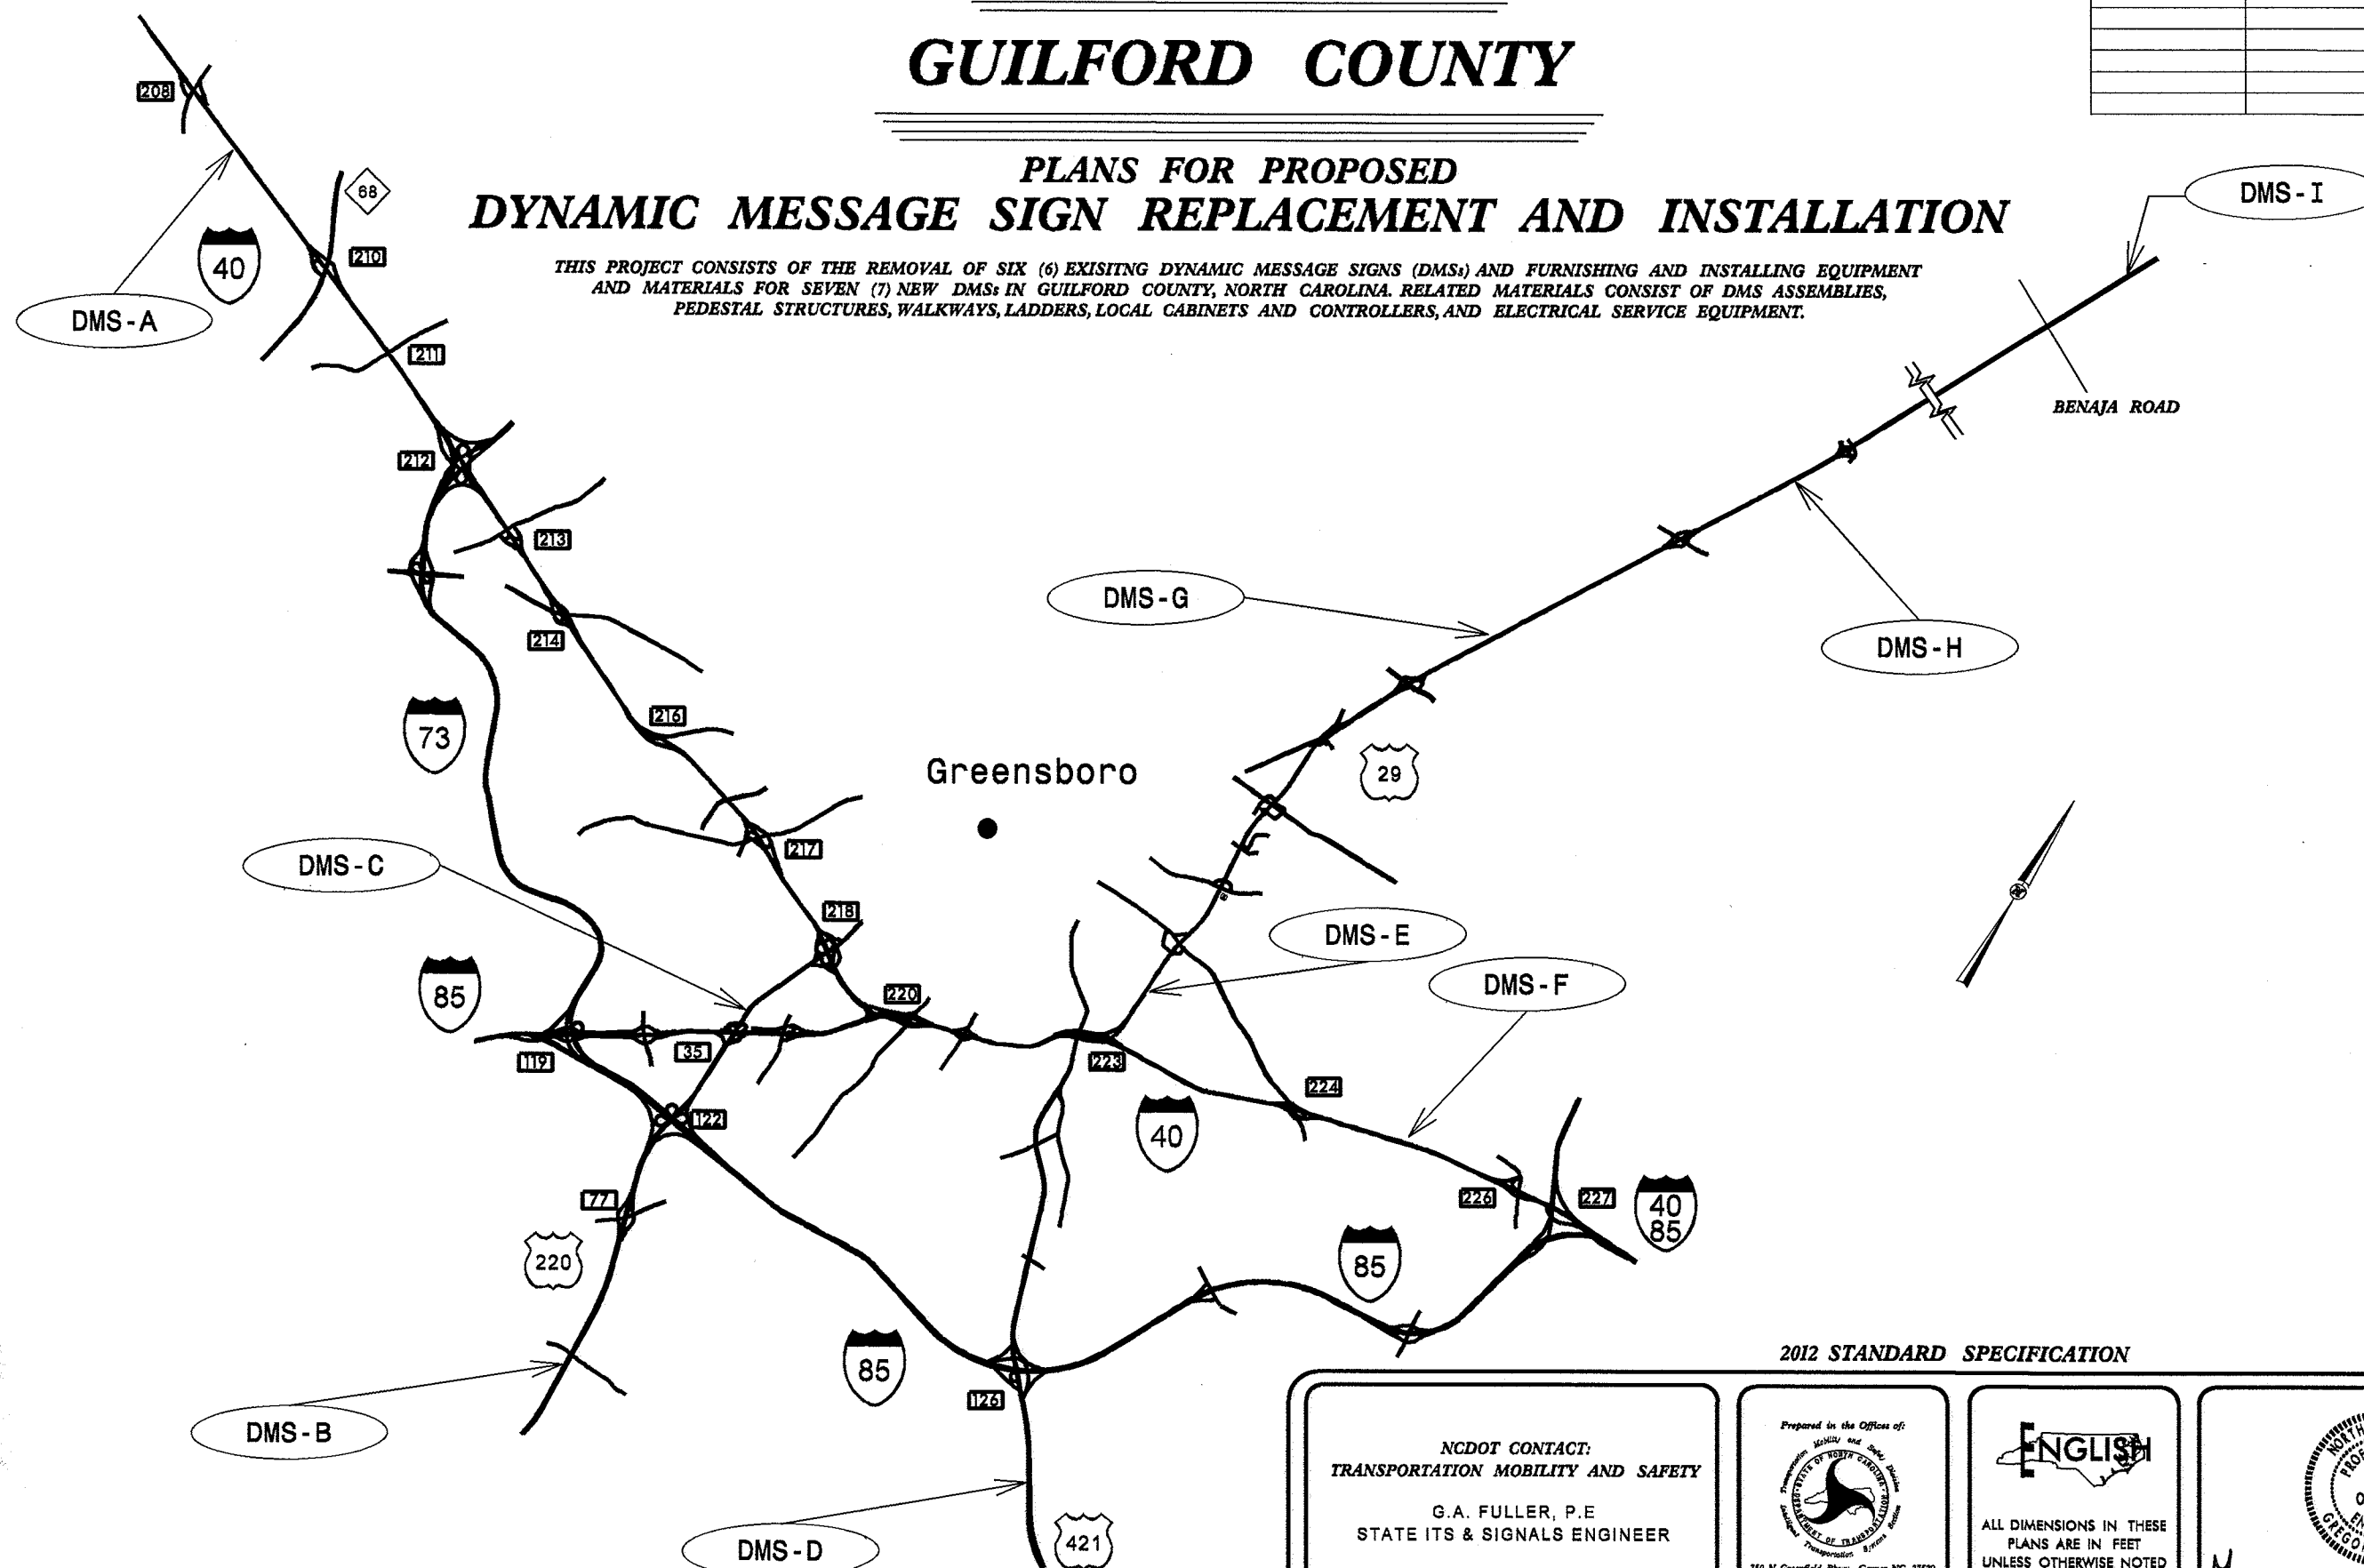 GUILFORD COUNTY
PLANS FOR PROPOSED
DYNAMIC MESSAGE SIGN REPLACEMENT AND INSTALLATION
THIS PROJECT CONSISTS OF THE REMOVAL OF SIX (6) EXISITNG DYNAMIC MESSAGE SIGNS (DMSs) AND FURNISHING AND INSTALLING EQUIPMENT
AND MATERIALS FOR SEVEN (7) NEW DMSs IN GUILFORD COUNTY, NORTH CAROLINA. RELATED MATERIALS CONSIST OF DMS ASSEMBLIES,
PEDESTAL STRUCTURES, WALKWAYS, LADDERS, LOCAL CABINETS AND CONTROLLERS, AND ELECTRICAL SERVICE EQUIPMENT.
208
68
DMS-I
40
210
DMS-A
211
BENAJA ROAD
212
213
DMS-G
214
DMS-H
216
73
Greensboro
29
217
DMS-C
218
DMS-E
DMS-F
85
220
35
119
223
224
122
40
77
226
227
40
85
220
85
85
126
DMS-B
DMS-D
421
2012 STANDARD SPECIFICATION
NCDOT CONTACT:
TRANSPORTATION MOBILITY AND SAFETY
G.A. FULLER, P.E
STATE ITS & SIGNALS ENGINEER
Prepared in the Offices of:
ENGLISH
ALL DIMENSIONS IN THESE
PLANS ARE IN FEET
UNLESS OTHERWISE NOTED